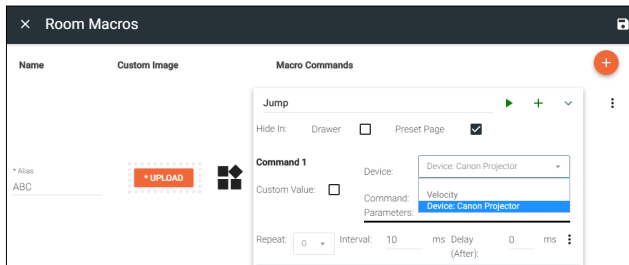 Room Macros
Name Custom Image Macro Commands
Jump
Hide In: Drawer Preset Page
* Alias
ABC
* UPLOAD
Command 1
Device: Device: Canon Projector
Custom Value:
Velocity
Device: Canon Projector
Command:
Parameters:
Repeat: 0 Interval: 10 ms Delay (After): 0 ms